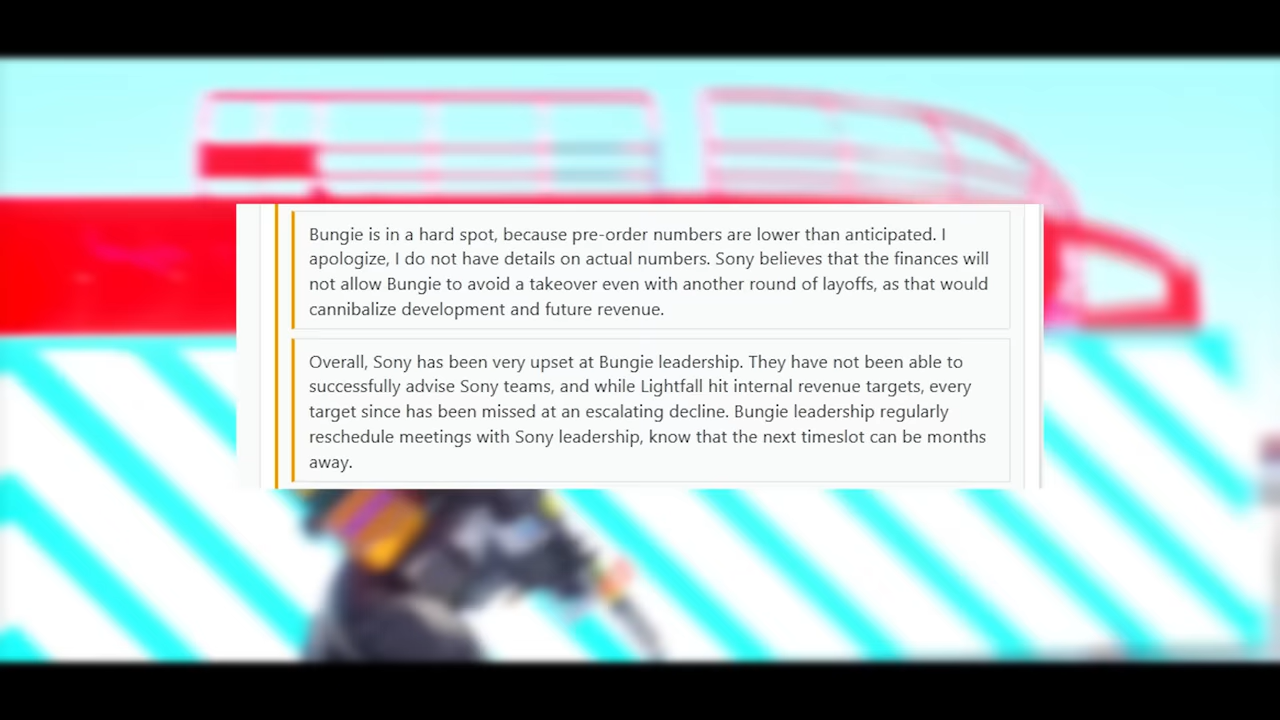 Bungie is in a hard spot, because pre-order numbers are lower than anticipated. I
apologize, I do not have details on actual numbers. Sony believes that the finances will
not allow Bungie to avoid a takeover even with another round of layoffs, as that would
cannibalize development and future revenue.
Overall, Sony has been very upset at Bungie leadership. They have not been able to
successfully advise Sony teams, and while Lightfall hit internal revenue targets, every
target since has been missed at an escalating decline. Bungie leadership regularly
reschedule meetings with Sony leadership, know that the next timeslot can be months
away.